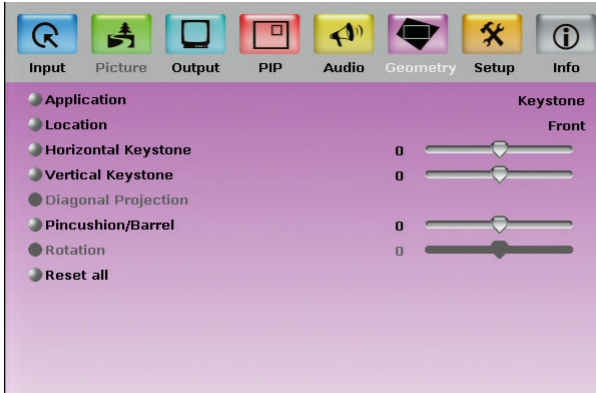 Input Picture Output PIP Audio Geometry Setup Info
Application Keystone
Location Front
Horizontal Keystone 0
Vertical Keystone 0
Diagonal Projection
Pincushion/Barrel 0
Rotation 0
Reset all